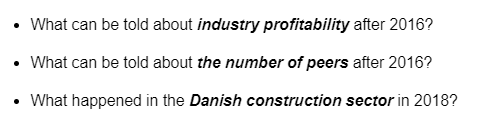 • What can be told about industry profitability after 2016?
• What can be told about the number of peers after 2016?
• What happened in the Danish construction sector in 2018?